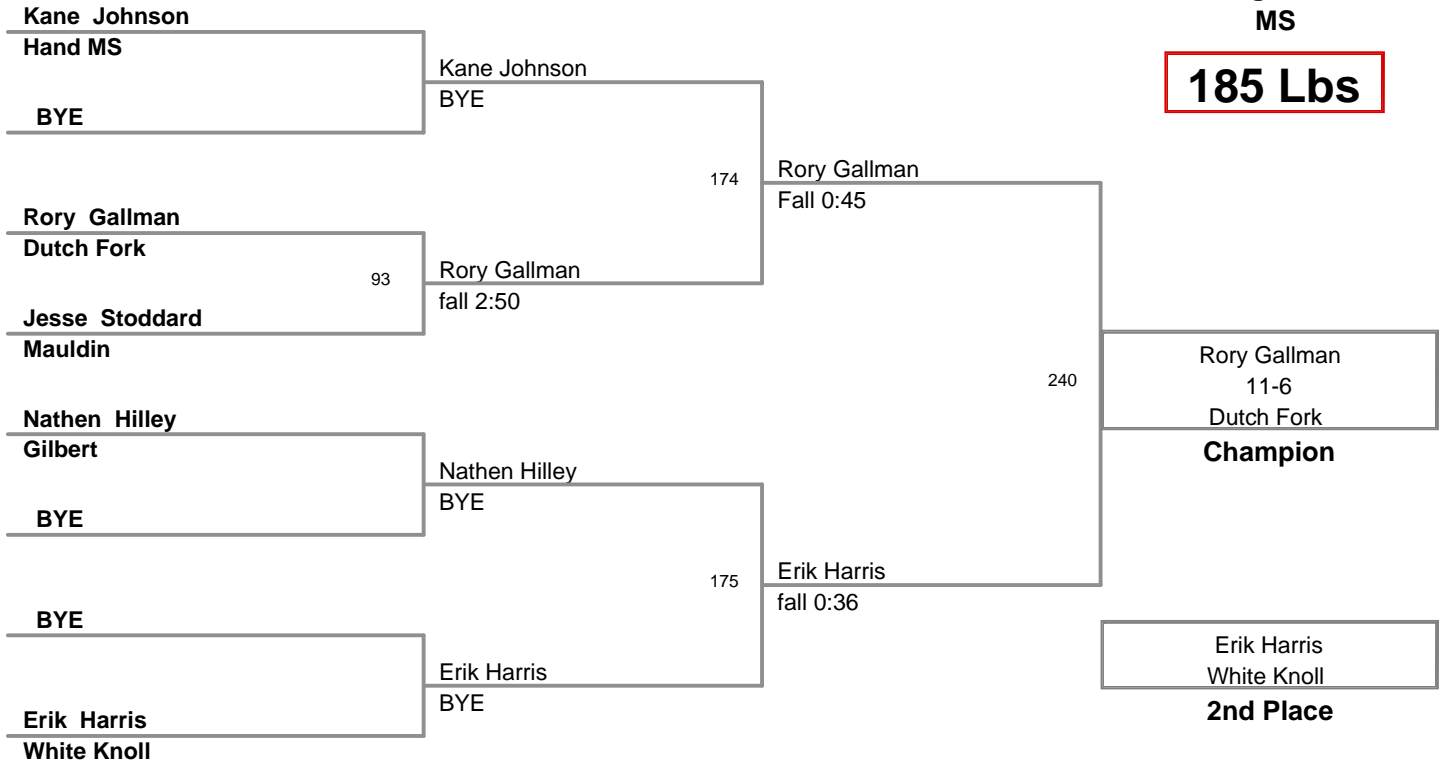 MS
185 Lbs
Kane Johnson
Hand MS
BYE
Rory Gallman
Dutch Fork
Jesse Stoddard
Mauldin
Nathen Hilley
Gilbert
BYE
BYE
Erik Harris
White Knoll
Kane Johnson
BYE
93
Rory Gallman
fall 2:50
Nathen Hilley
BYE
Erik Harris
BYE
174
Rory Gallman
Fall 0:45
175
Erik Harris
fall 0:36
240
Rory Gallman
11-6
Dutch Fork
Champion
Erik Harris
White Knoll
2nd Place